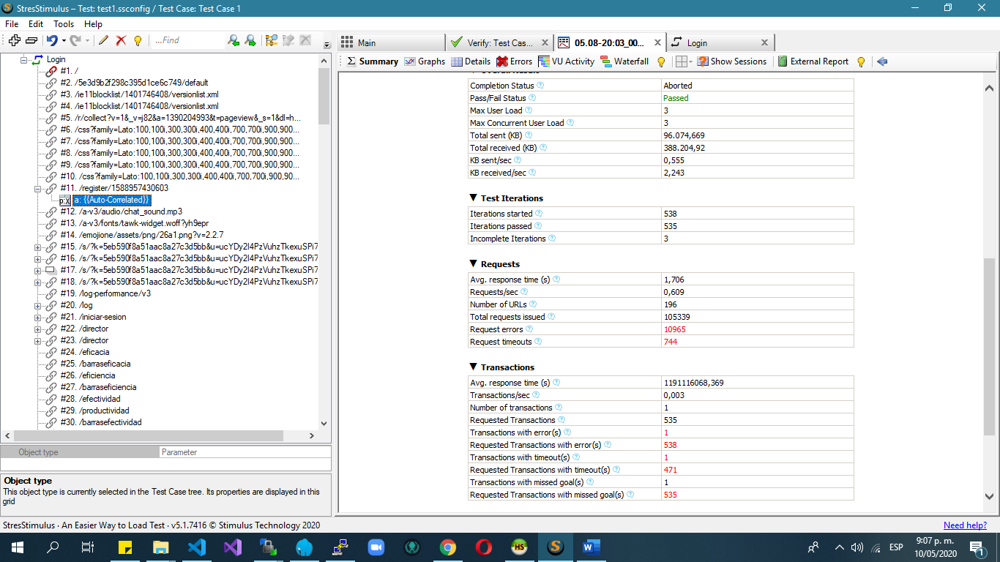 StresStimulus – Test: test1.ssconfig / Test Case: Test Case 1
File Edit Tools Help
...Find
Login
#1. /
#2. /5e3d9b2f298c395d1ce6c749/default
#3. /ie11blocklist/1401746408/versionlist.xml
#4. /ie11blocklist/1401746408/versionlist.xml
#5. /r/collect?v=1&_v=j82&a=1390204993&t=pageview&_s=1&dl=h...
#6. /css?family=Lato:100,100i,300,300i,400,400i,700,700i,900,900...
#7. /css?family=Lato:100,100i,300,300i,400,400i,700,700i,900,900...
#8. /css?family=Lato:100,100i,300,300i,400,400i,700,700i,900,900...
#9. /css?family=Lato:100,100i,300,300i,400,400i,700,700i,900,900...
#10. /css?family=Lato:100,100i,300,300i,400,400i,700,700i,900,90...
#11. /register/1588957430603
a: {{Auto-Correlated}}
#12. /a-v3/audio/chat_sound.mp3
#13. /a-v3/fonts/tawk-widget.woff?yh9epr
#14. /emojione/assets/png/26a1.png?v=2.2.7
#15. /s/?k=5eb590f8a51aac8a27c3d5bb&u=ucYDy2I4PzVuhzTkexuSPi7
#16. /s/?k=5eb590f8a51aac8a27c3d5bb&u=ucYDy2I4PzVuhzTkexuSPi7
#17. /s/?k=5eb590f8a51aac8a27c3d5bb&u=ucYDy2I4PzVuhzTkexuSPi7
#18. /s/?k=5eb590f8a51aac8a27c3d5bb&u=ucYDy2I4PzVuhzTkexuSPi7
#19. /log-performance/v3
#20. /log
#21. /iniciar-sesion
#22. /director
#23. /director
#24. /eficacia
#25. /barraseficacia
#26. /eficiencia
#27. /barraseficiencia
#28. /efectividad
#29. /productividad
#30. /barrasefectividad
Object type Parameter
Object type
This object type is currently selected in the Test Case tree. Its properties are displayed in this
grid
Main Verify: Test Cas... 05.08-20:03_00... Login
Summary Graphs Details Errors VU Activity Waterfall Show Sessions External Report
Completion Status Aborted
Pass/Fail Status Passed
Max User Load 3
Max Concurrent User Load 3
Total sent (KB) 96.074,669
Total received (KB) 388.204,92
KB sent/sec 0,555
KB received/sec 2,243
Test Iterations
Iterations started 538
Iterations passed 535
Incomplete Iterations 3
Requests
Avg. response time (s) 1,706
Requests/sec 0,609
Number of URLs 196
Total requests issued 105339
Request errors 10965
Request timeouts 744
Transactions
Avg. response time (s) 1191116068,369
Transactions/sec 0,003
Number of transactions 1
Requested Transactions 535
Transactions with error(s) 1
Requested Transactions with error(s) 538
Transactions with timeout(s) 1
Requested Transactions with timeout(s) 471
Transactions with missed goal(s) 1
Requested Transactions with missed goal(s) 535
StresStimulus · An Easier Way to Load Test · v5.1.7416 © Stimulus Technology 2020
Need help?
ESP
9:07 p. m.
10/05/2020
1